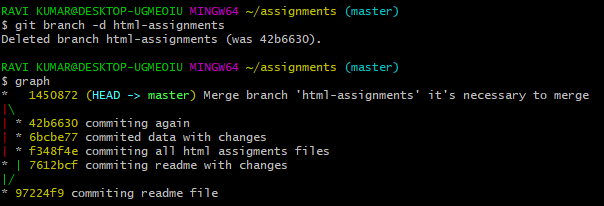 RAVI KUMAR@DESKTOP-UGMEOIU MINGW64 ~/assignments (master)
$ git branch -d html-assignments
Deleted branch html-assignments (was 42b6630).

RAVI KUMAR@DESKTOP-UGMEOIU MINGW64 ~/assignments (master)
$ graph
*   1450872 (HEAD -> master) Merge branch 'html-assignments' it's necessary to merge
|\
| * 42b6630 commiting again
| * 6bcbe77 commited data with changes
| * f348f4e commiting all html assigments files
* | 7612bcf commiting readme with changes
|/
* 97224f9 commiting readme file